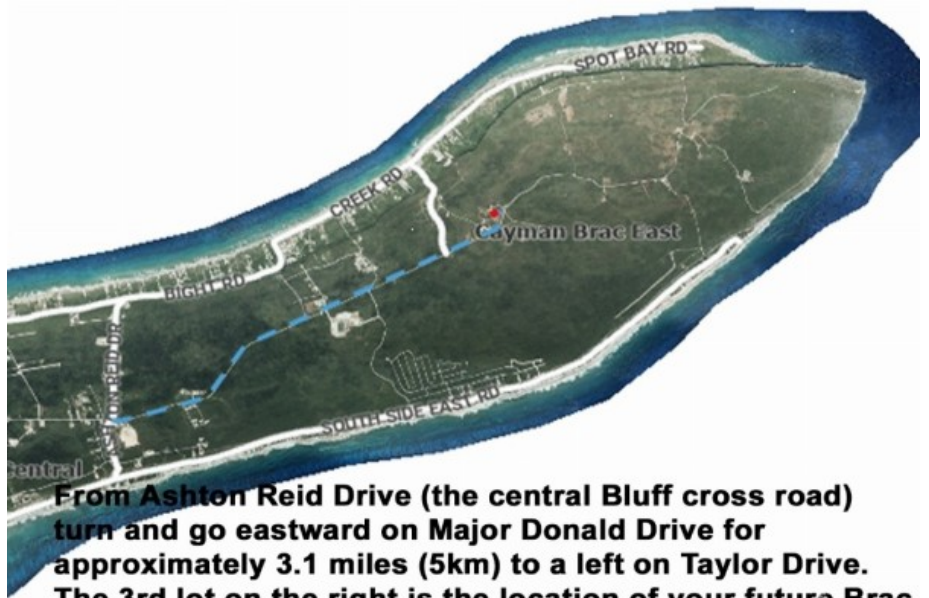 SPOT BAY RD
CREEK RD
Cayman Brac East
BIGHT RD
ASHTON REID DR
SOUTH SIDE EAST RD
Central
From Ashton Reid Drive (the central Bluff cross road)
turn and go eastward on Major Donald Drive for
approximately 3.1 miles (5km) to a left on Taylor Drive.
The 3rd lot on the right is the location of your future Brac